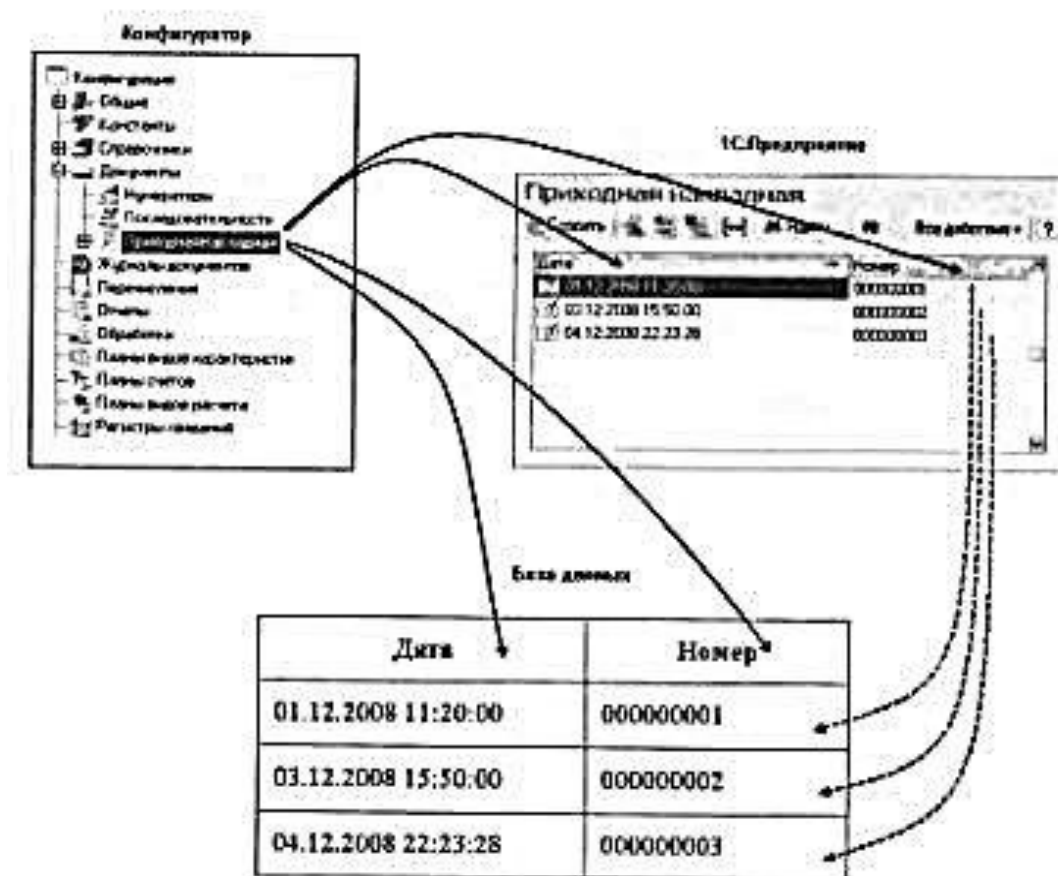 Конфигуратор
Конфигурация
Общие
Константы
Справочники
Документы
Нумераторы
Последовательности
Журналы документов
Перечисления
Отчеты
Обработки
Планы видов характеристик
Планы счетов
Планы видов расчета
Регистры сведений
1С:Предприятие
Приходная накладная
Все действия ?
Дата Номер
03.12.2008 15:50:00 000000002
04.12.2008 22:23:28
База данных
Дата Номер
01.12.2008 11:20:00 000000001
03.12.2008 15:50:00 000000002
04.12.2008 22:23:28 000000003